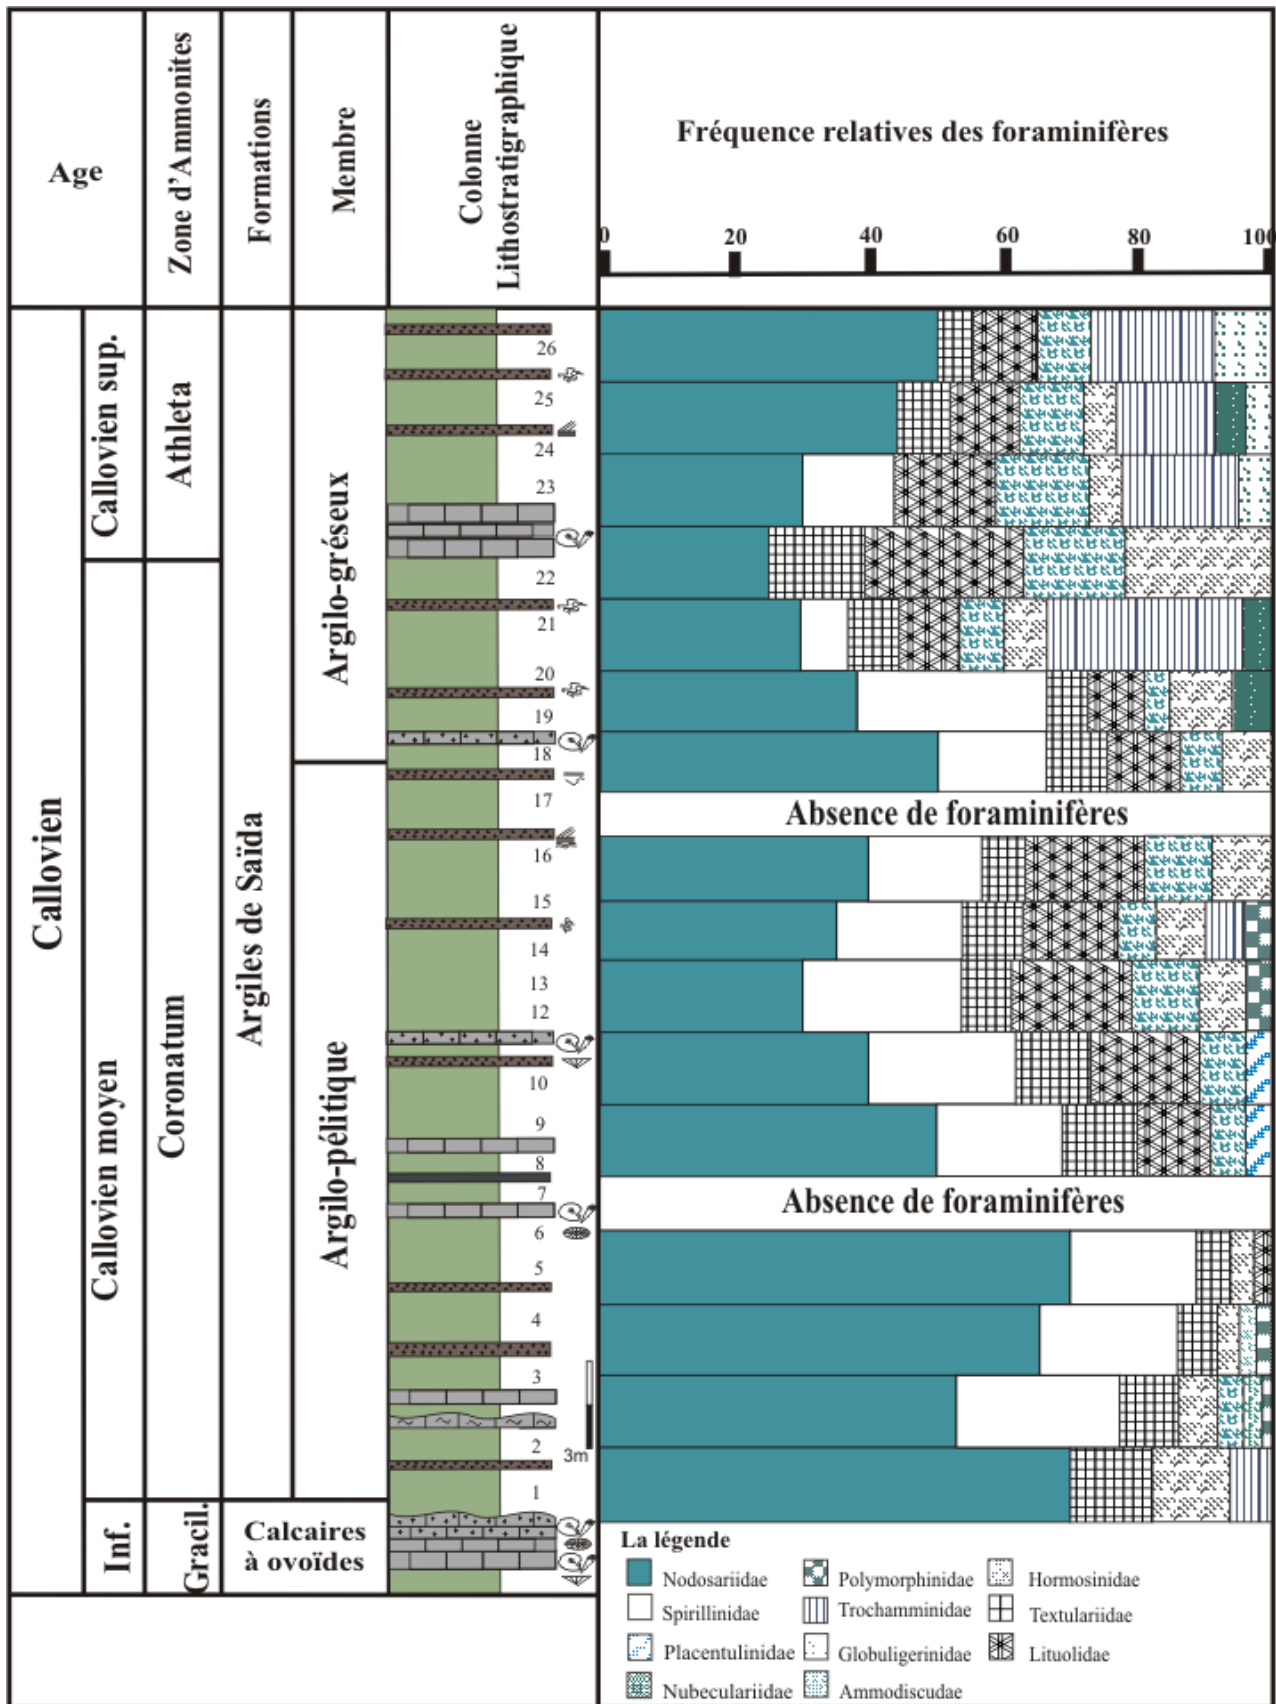 Age
Zone d'Ammonites
Formations
Membre
Colonne
Lithostratigraphique
Fréquence relatives des foraminifères
0 20 40 60 80 100
Callovien
Callovien sup.
Callovien moyen
Inf.
Athleta
Coronatum
Gracil.
Argiles de Saïda
Calcaires
à ovoïdes
Argilo-gréseux
Argilo-pélitique
26
25
24
23
22
21
20
19
18
17
16
15
14
13
12
10
9
8
7
6
5
4
3
2
3m
1
Absence de foraminifères
Absence de foraminifères
La légende
Nodosariidae
Polymorphinidae
Hormosinidae
Spirillinidae
Trochamminidae
Textulariidae
Placentulinidae
Globuligerinidae
Lituolidae
Nubeculariidae
Ammodiscudae